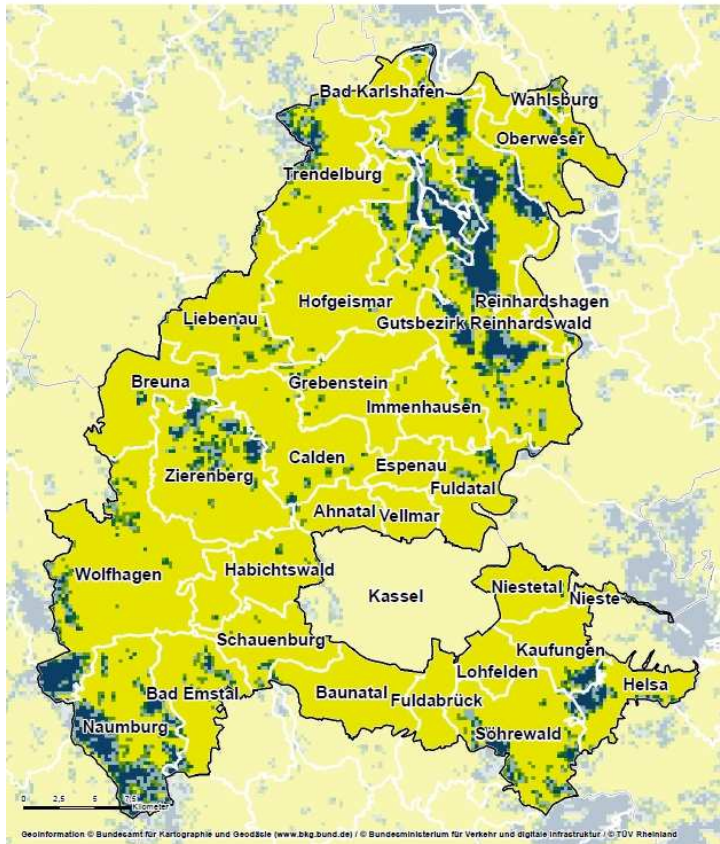 Bad Karlshafen
Wahlsburg
Oberweser
Trendelburg
Hofgeismar
Reinhardshagen
Liebenau
Gutsbezirk Reinhardswald
Breuna
Grebenstein
Immenhausen
Calden
Espenau
Zierenberg
Fuldatal
Ahnatal
Vellmar
Habichtswald
Wolfhagen
Niestetal
Kassel
Nieste
Schauenburg
Kaufungen
Lohfelden
Helsa
Bad Emstal
Baunatal
Fuldabrück
Naumburg
Söhrewald
0 2,5 5 7,5
Kilometer
Geoinformation © Bundesamt für Kartographie und Geodäsie (www.bkg.bund.de) / © Bundesministerium für Verkehr und digitale Infrastruktur / © TÜV Rheinland